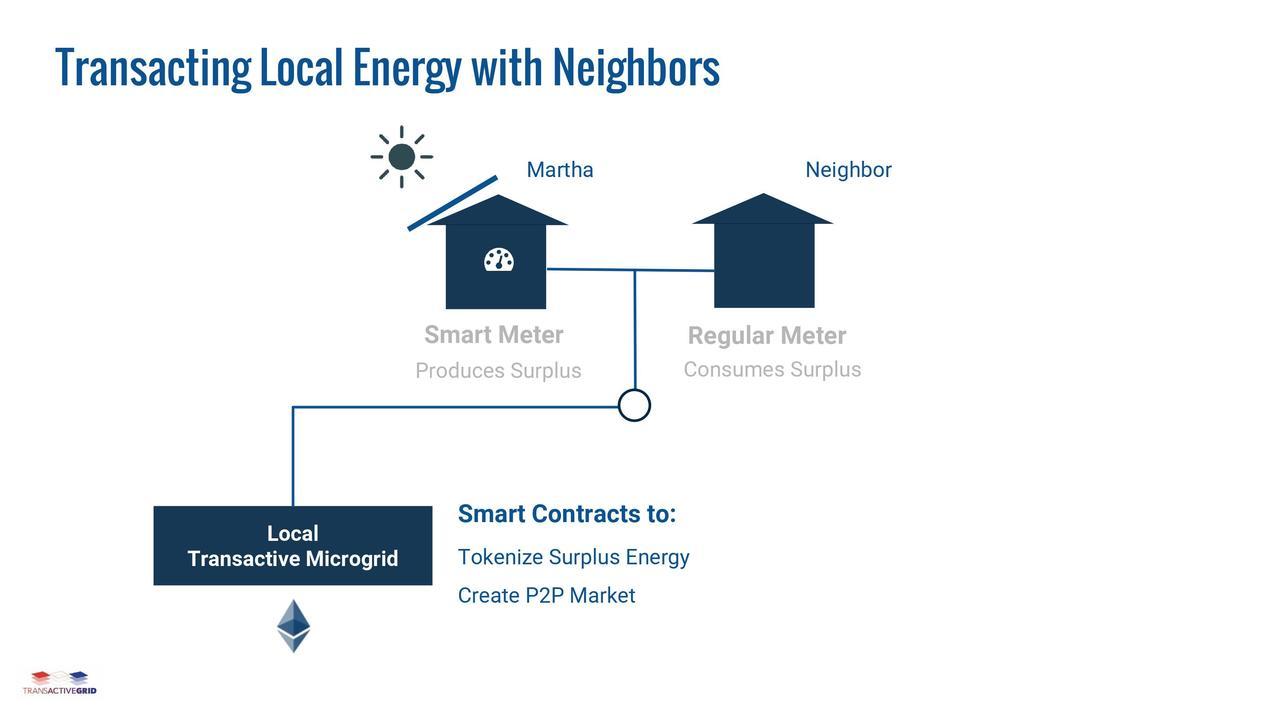 Transacting Local Energy with Neighbors
Martha
Neighbor
Smart Meter
Regular Meter
Produces Surplus
Consumes Surplus
Local
Transactive Microgrid
Smart Contracts to:
Tokenize Surplus Energy
Create P2P Market
TRANSACTIVEGRID